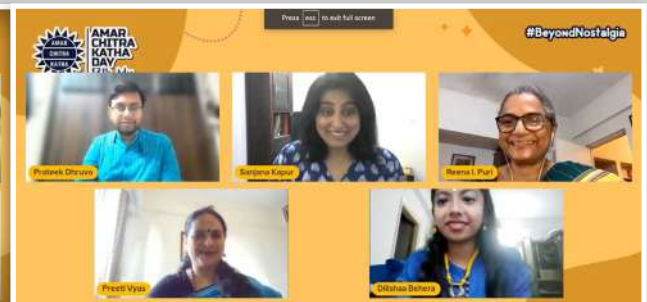 Press esc to exit full screen
#BeyondNostalgia
AMAR
CHITRA
KATHA
AMAR
CHITRA
KATHA
DAY
Prateek Dhruva
Sanjana Kapur
Reena I. Puri
Preeti Vyas
Dilishaa Behera